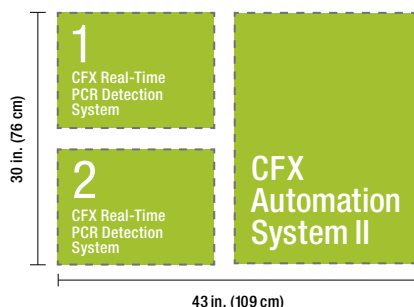 1
CFX Real-Time
PCR Detection
System
2
CFX Real-Time
PCR Detection
System
CFX
Automation
System II
30 in. (76 cm)
43 in. (109 cm)